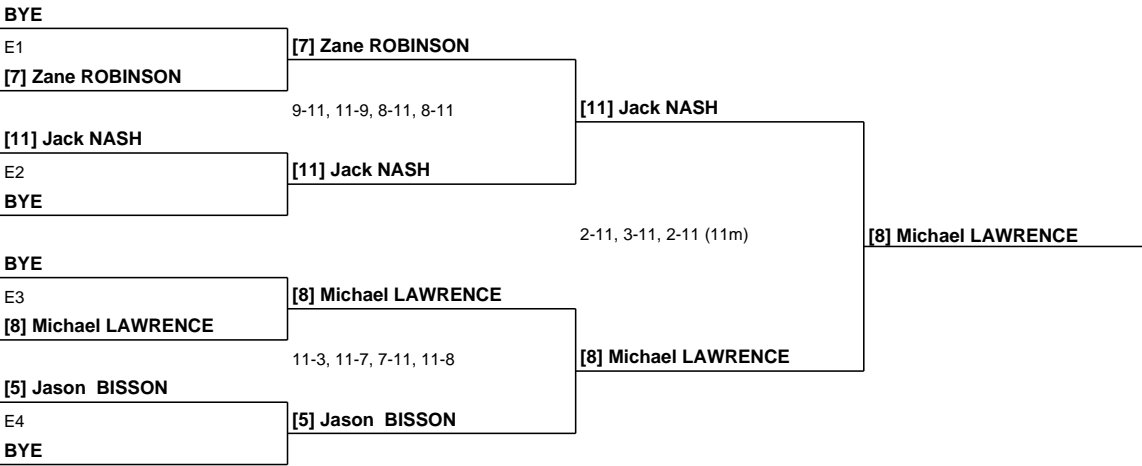 BYE
E1
[7] Zane ROBINSON
[7] Zane ROBINSON
9-11, 11-9, 8-11, 8-11
[11] Jack NASH
[11] Jack NASH
E2
[11] Jack NASH
BYE
2-11, 3-11, 2-11 (11m)
[8] Michael LAWRENCE
BYE
E3
[8] Michael LAWRENCE
[8] Michael LAWRENCE
11-3, 11-7, 7-11, 11-8
[8] Michael LAWRENCE
[5] Jason  BISSON
E4
[5] Jason  BISSON
BYE